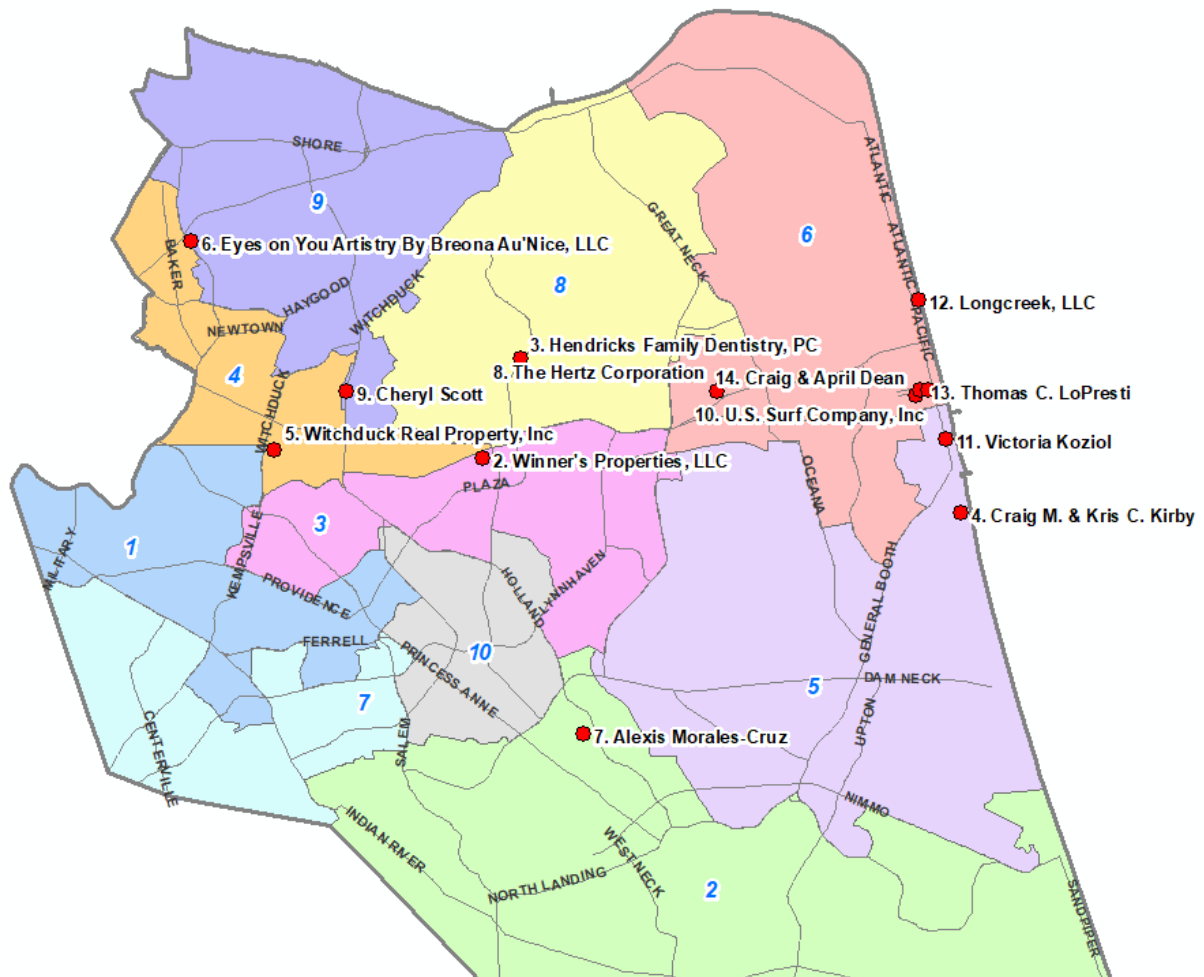 SHORE
ATLANTIC
9
GREAT NECK
6
BAKER
6. Eyes on You Artistry By Breona Au'Nice, LLC
ATLANTIC
8
HAYGOOD
WITCHDUCK
12. Longcreek, LLC
NEWTOWN
PACIFIC
3. Hendricks Family Dentistry, PC
4
8. The Hertz Corporation
14. Craig & April Dean
9. Cheryl Scott
13. Thomas C. LoPresti
WITCHDUCK
10. U.S. Surf Company, Inc
5. Witchduck Real Property, Inc
11. Victoria Koziol
2. Winner's Properties, LLC
PLAZA
OCEANA
4. Craig M. & Kris C. Kirby
3
1
MILITARY
KEMPSVILLE
PROVIDENCE
HOLLAND
LYNNHAVEN
GENERAL BOOTH
FERRELL
10
PRINCESS ANNE
5
DAM NECK
7
UPTON
SALEM
7. Alexis Morales-Cruz
CENTERVILLE
NIMMO
INDIAN RIVER
WEST NECK
NORTH LANDING
2
SANDPIPER